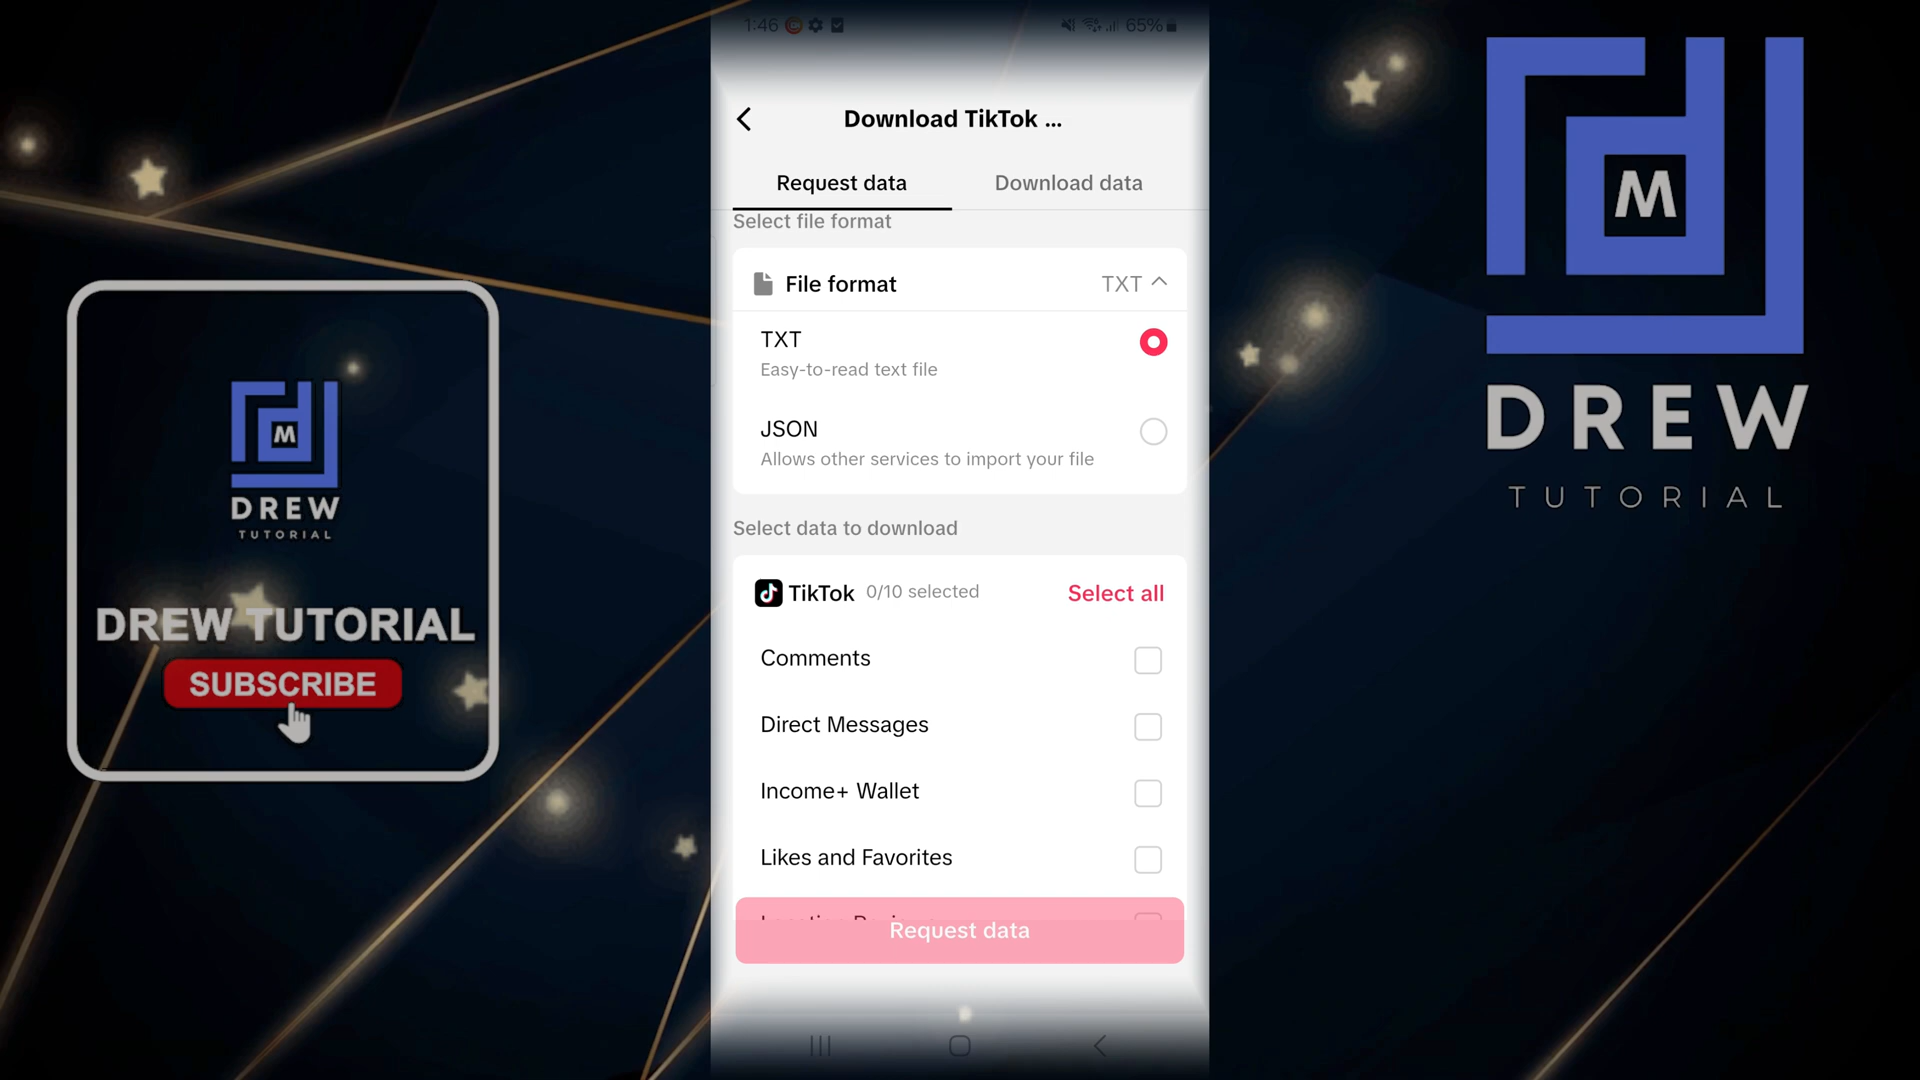 1:46
65%
Download TikTok ...
Request data
Download data
Select file format
File format
TXT
TXT
Easy-to-read text file
JSON
Allows other services to import your file
Select data to download
TikTok
0/10 selected
Select all
Comments
Direct Messages
Income+ Wallet
Likes and Favorites
Request data
M
DREW
TUTORIAL
DREW TUTORIAL
SUBSCRIBE
M
DREW
TUTORIAL